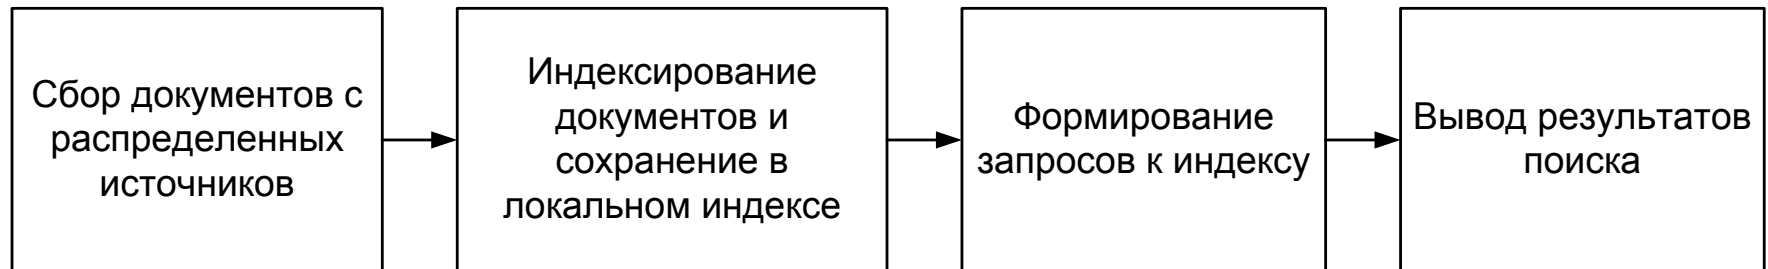 Сбор документов с
распределенных
источников
Индексирование
документов и
сохранение в
локальном индексе
Формирование
запросов к индексу
Вывод результатов
поиска